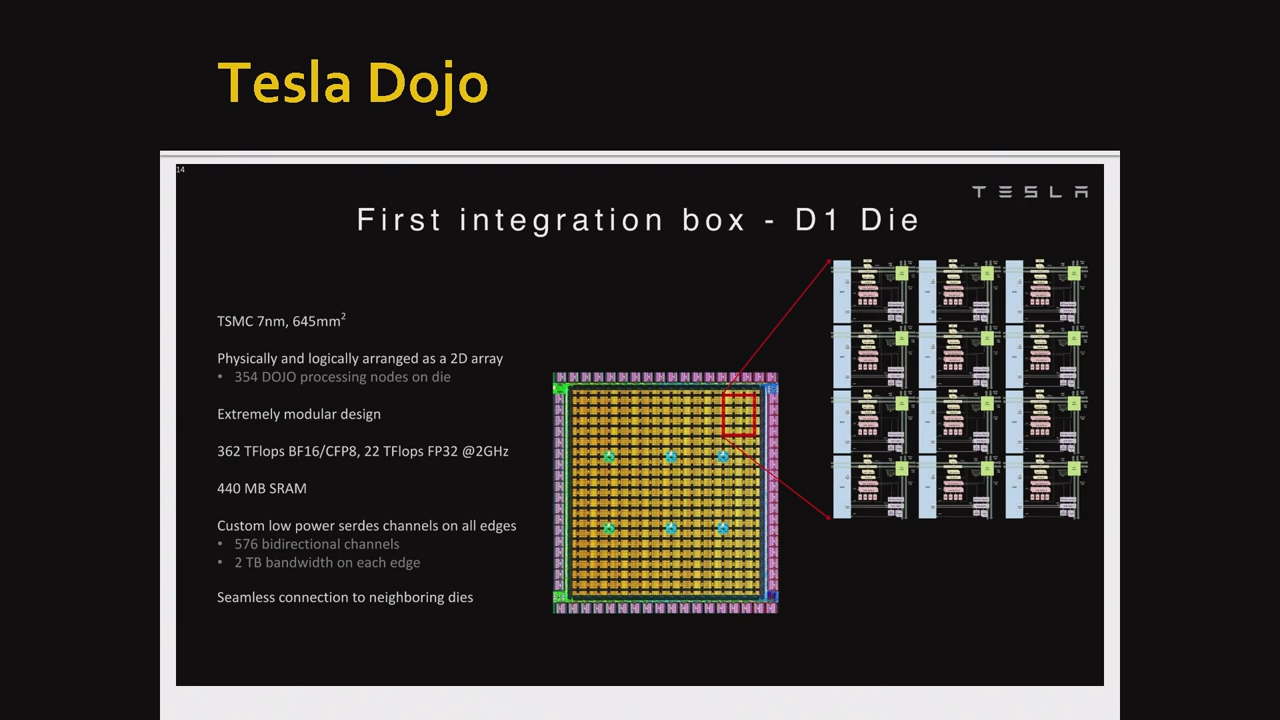 Tesla Dojo
14
TESLA
First integration box - D1 Die
TSMC 7nm, 645mm²
Physically and logically arranged as a 2D array
• 354 DOJO processing nodes on die
Extremely modular design
362 TFlops BF16/CFP8, 22 TFlops FP32 @2GHz
440 MB SRAM
Custom low power serdes channels on all edges
• 576 bidirectional channels
• 2 TB bandwidth on each edge
Seamless connection to neighboring dies